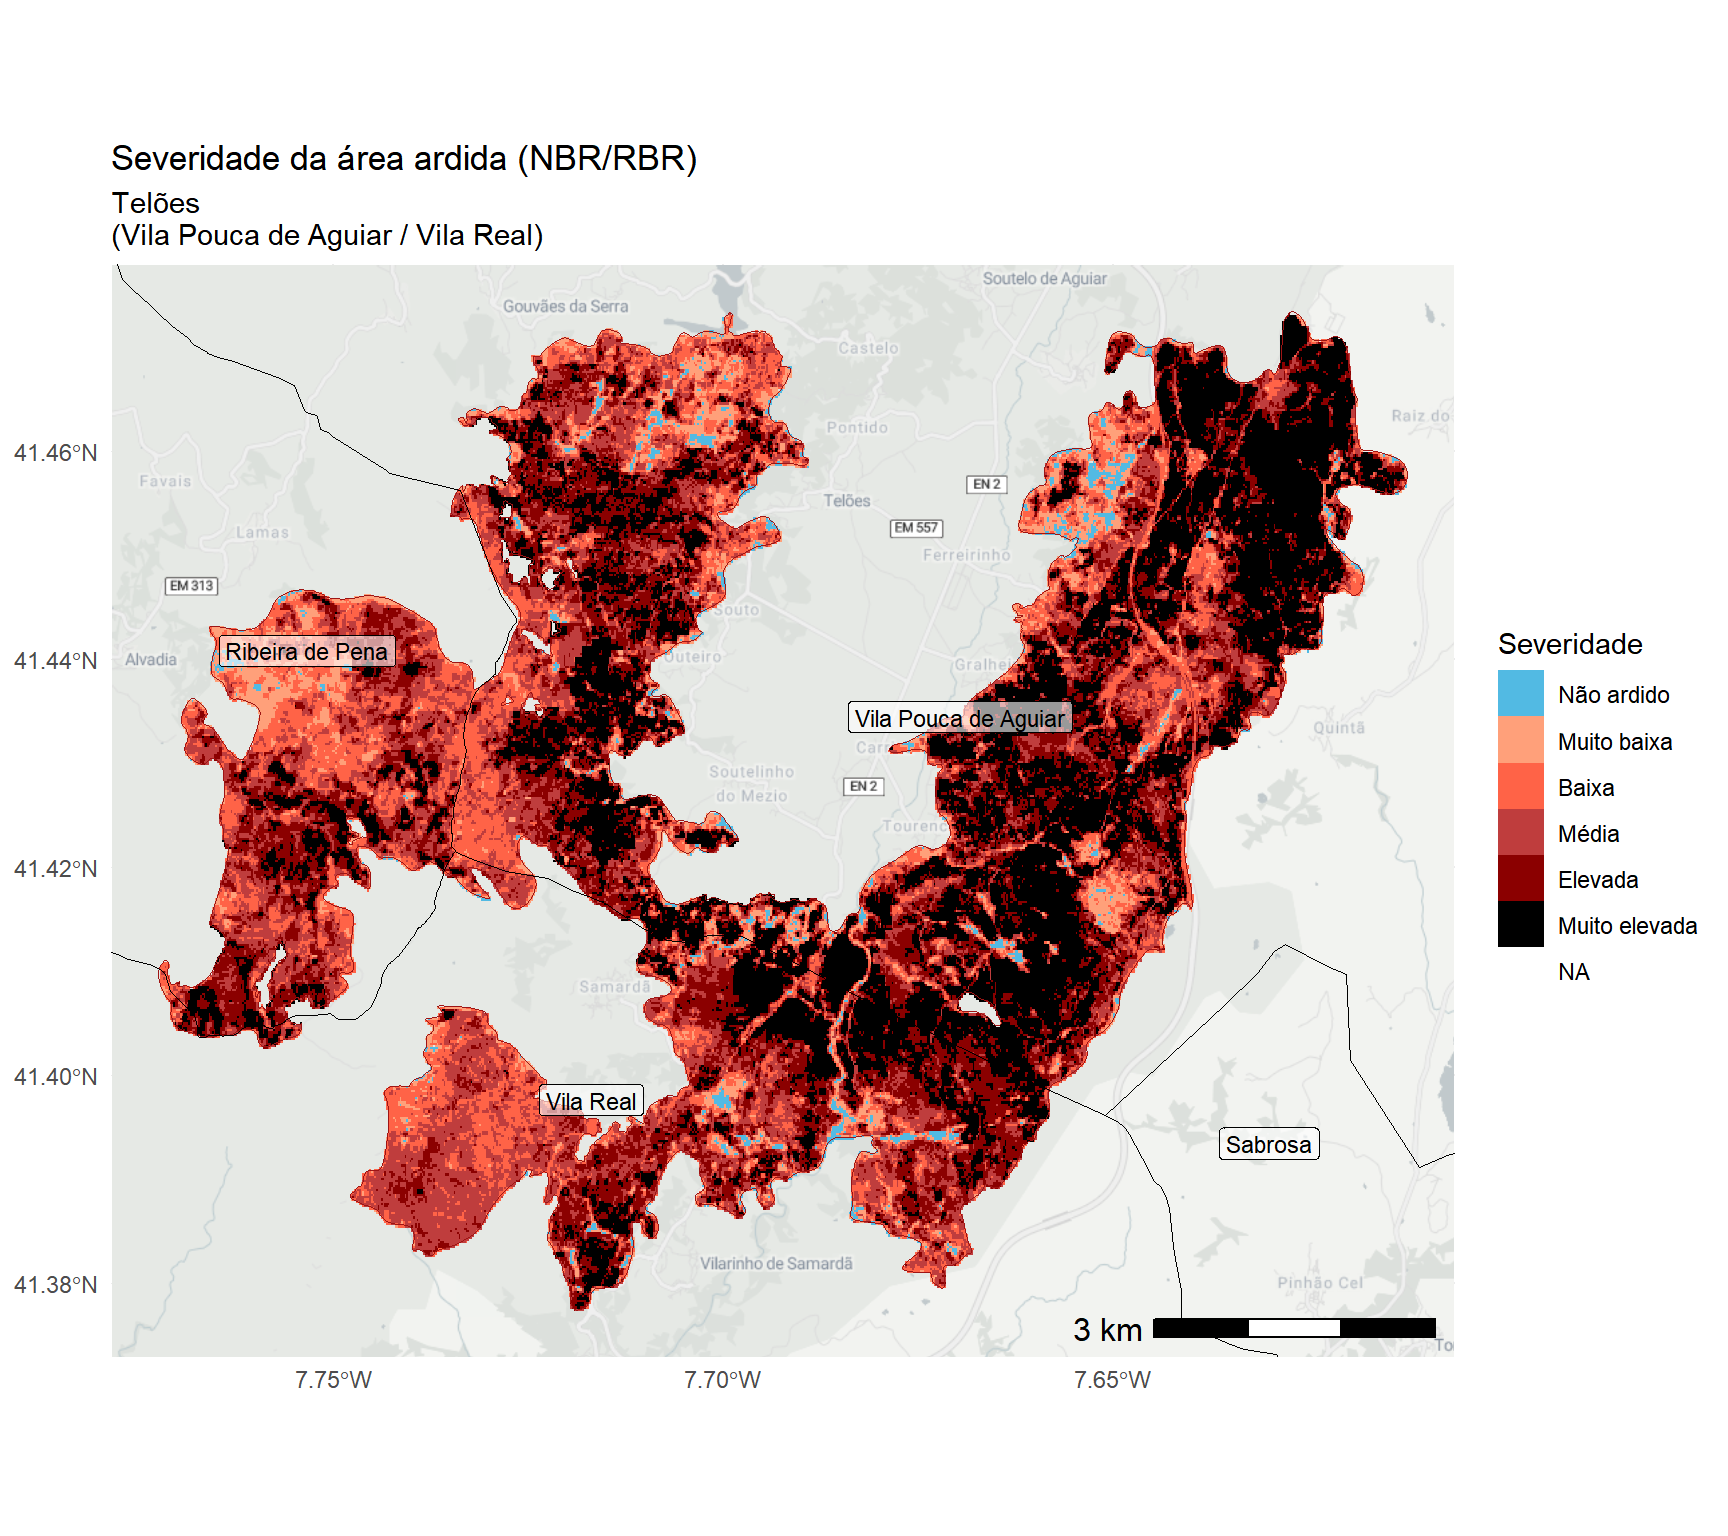 Severidade da área ardida (NBR/RBR)
Telões
(Vila Pouca de Aguiar / Vila Real)
Soutelo de Aguiar
Gouvães da Serra
Castelo
Raiz do
Pontido
41.46°N
Favais
EN 2
Telões
EM 557
Lamas
Ferreirinho
EM 313
Souto
Severidade
Ribeira de Pena
Alvadia
Outeiro
41.44°N
Não ardido
Muito baixa
Baixa
Média
Elevada
Muito elevada
NA
Vila Pouca de Aguiar
Quintã
Soutelinho
do Mezio
EN 2
41.42°N
Samardã
41.40°N
Vila Real
Sabrosa
Vilarinho de Samardã
41.38°N
Pinhão Cel
3 km
7.75°W
7.70°W
7.65°W